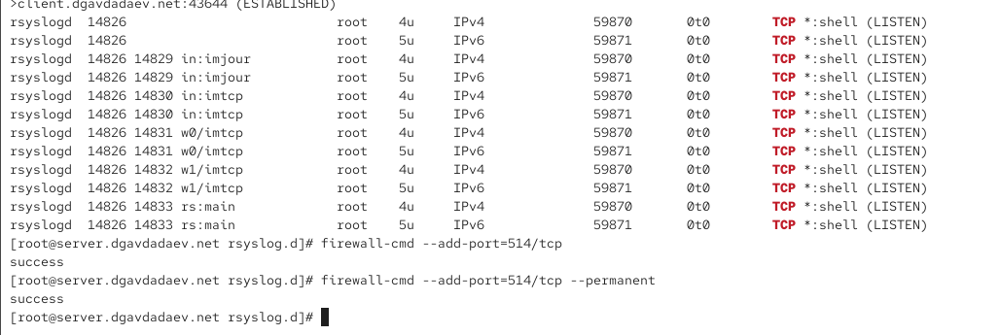 >client.dgavdadaev.net:43644 (ESTABLISHED)
rsyslogd  14826                           root    4u     IPv4              59870       0t0        TCP *:shell (LISTEN)
rsyslogd  14826                           root    5u     IPv6              59871       0t0        TCP *:shell (LISTEN)
rsyslogd  14826 14829 in:imjour           root    4u     IPv4              59870       0t0        TCP *:shell (LISTEN)
rsyslogd  14826 14829 in:imjour           root    5u     IPv6              59871       0t0        TCP *:shell (LISTEN)
rsyslogd  14826 14830 in:imtcp            root    4u     IPv4              59870       0t0        TCP *:shell (LISTEN)
rsyslogd  14826 14830 in:imtcp            root    5u     IPv6              59871       0t0        TCP *:shell (LISTEN)
rsyslogd  14826 14831 w0/imtcp            root    4u     IPv4              59870       0t0        TCP *:shell (LISTEN)
rsyslogd  14826 14831 w0/imtcp            root    5u     IPv6              59871       0t0        TCP *:shell (LISTEN)
rsyslogd  14826 14832 w1/imtcp            root    4u     IPv4              59870       0t0        TCP *:shell (LISTEN)
rsyslogd  14826 14832 w1/imtcp            root    5u     IPv6              59871       0t0        TCP *:shell (LISTEN)
rsyslogd  14826 14833 rs:main             root    4u     IPv4              59870       0t0        TCP *:shell (LISTEN)
rsyslogd  14826 14833 rs:main             root    5u     IPv6              59871       0t0        TCP *:shell (LISTEN)
[root@server.dgavdadaev.net rsyslog.d]# firewall-cmd --add-port=514/tcp
success
[root@server.dgavdadaev.net rsyslog.d]# firewall-cmd --add-port=514/tcp --permanent
success
[root@server.dgavdadaev.net rsyslog.d]#